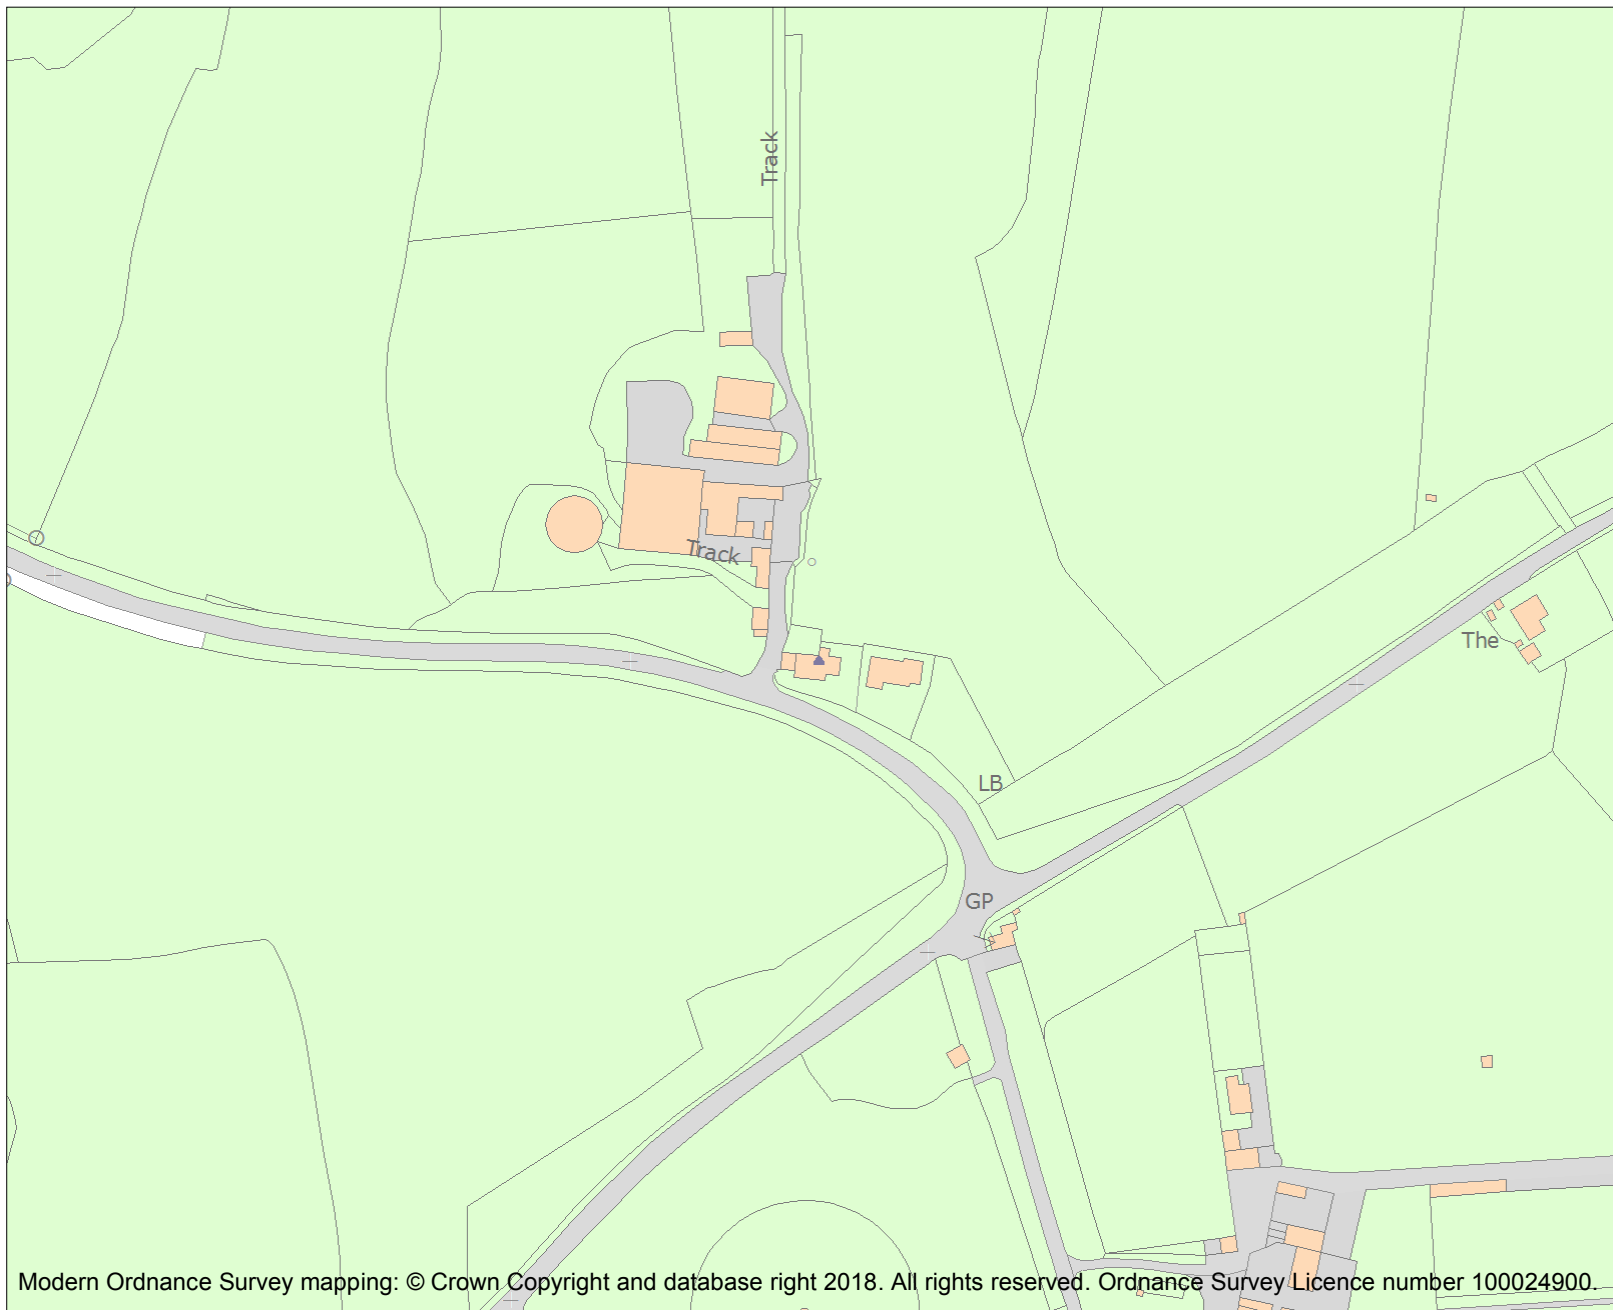 Track
Track
The
LB
GP
Modern Ordnance Survey mapping: © Crown Copyright and database right 2018. All rights reserved. Ordnance Survey Licence number 100024900.